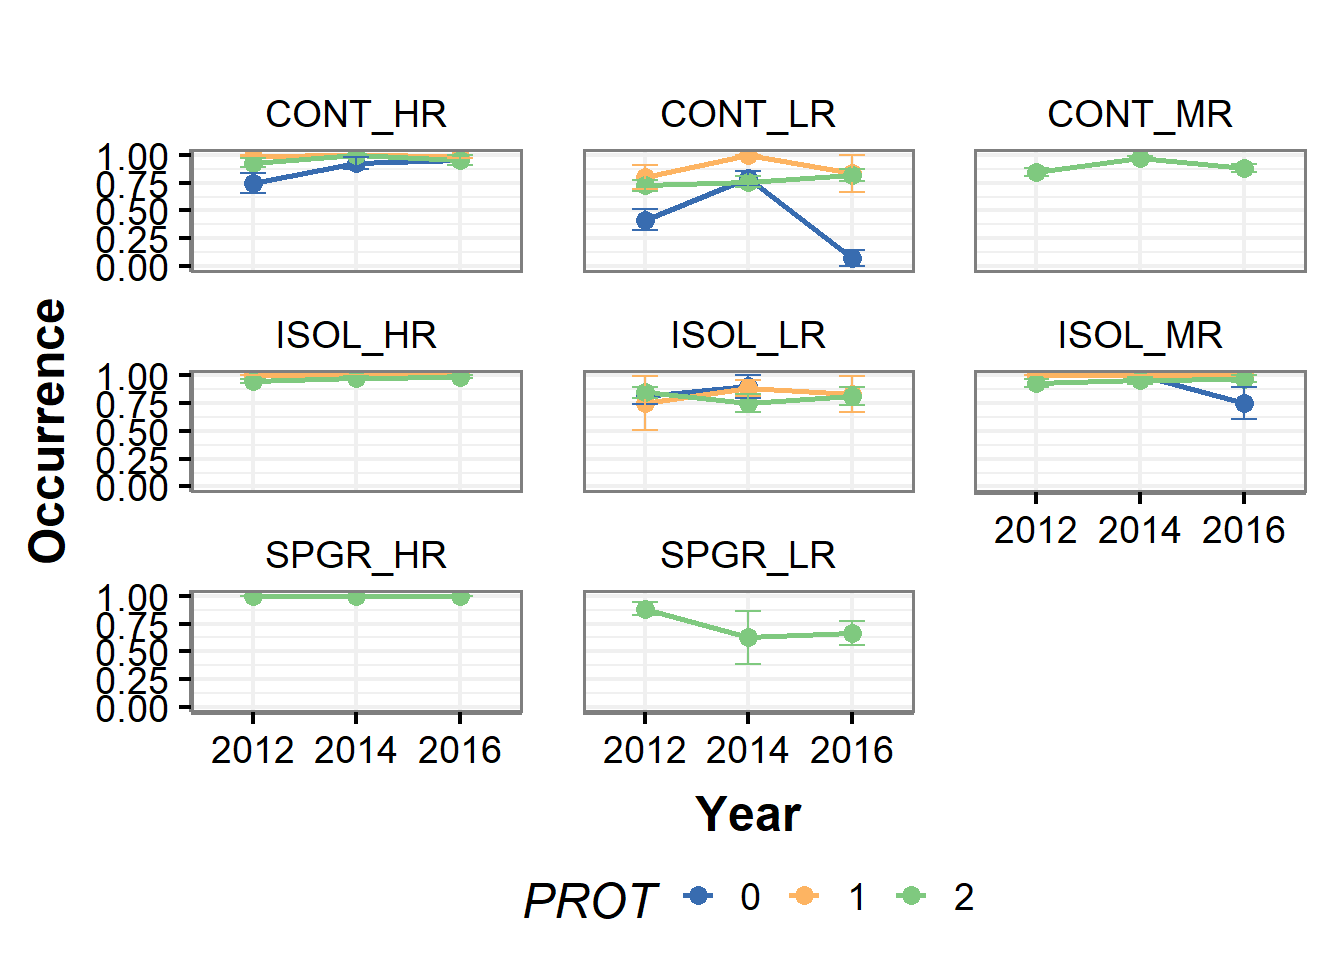 CONT_HR CONT_LR CONT_MR
1.00
0.75
0.50
0.25
0.00
ISOL_HR ISOL_LR ISOL_MR
1.00
0.75
0.50
0.25
0.00
2012 2014 2016
SPGR_HR SPGR_LR
1.00
0.75
0.50
0.25
0.00
2012 2014 2016 2012 2014 2016
Occurrence
Year
PROT 0 1 2